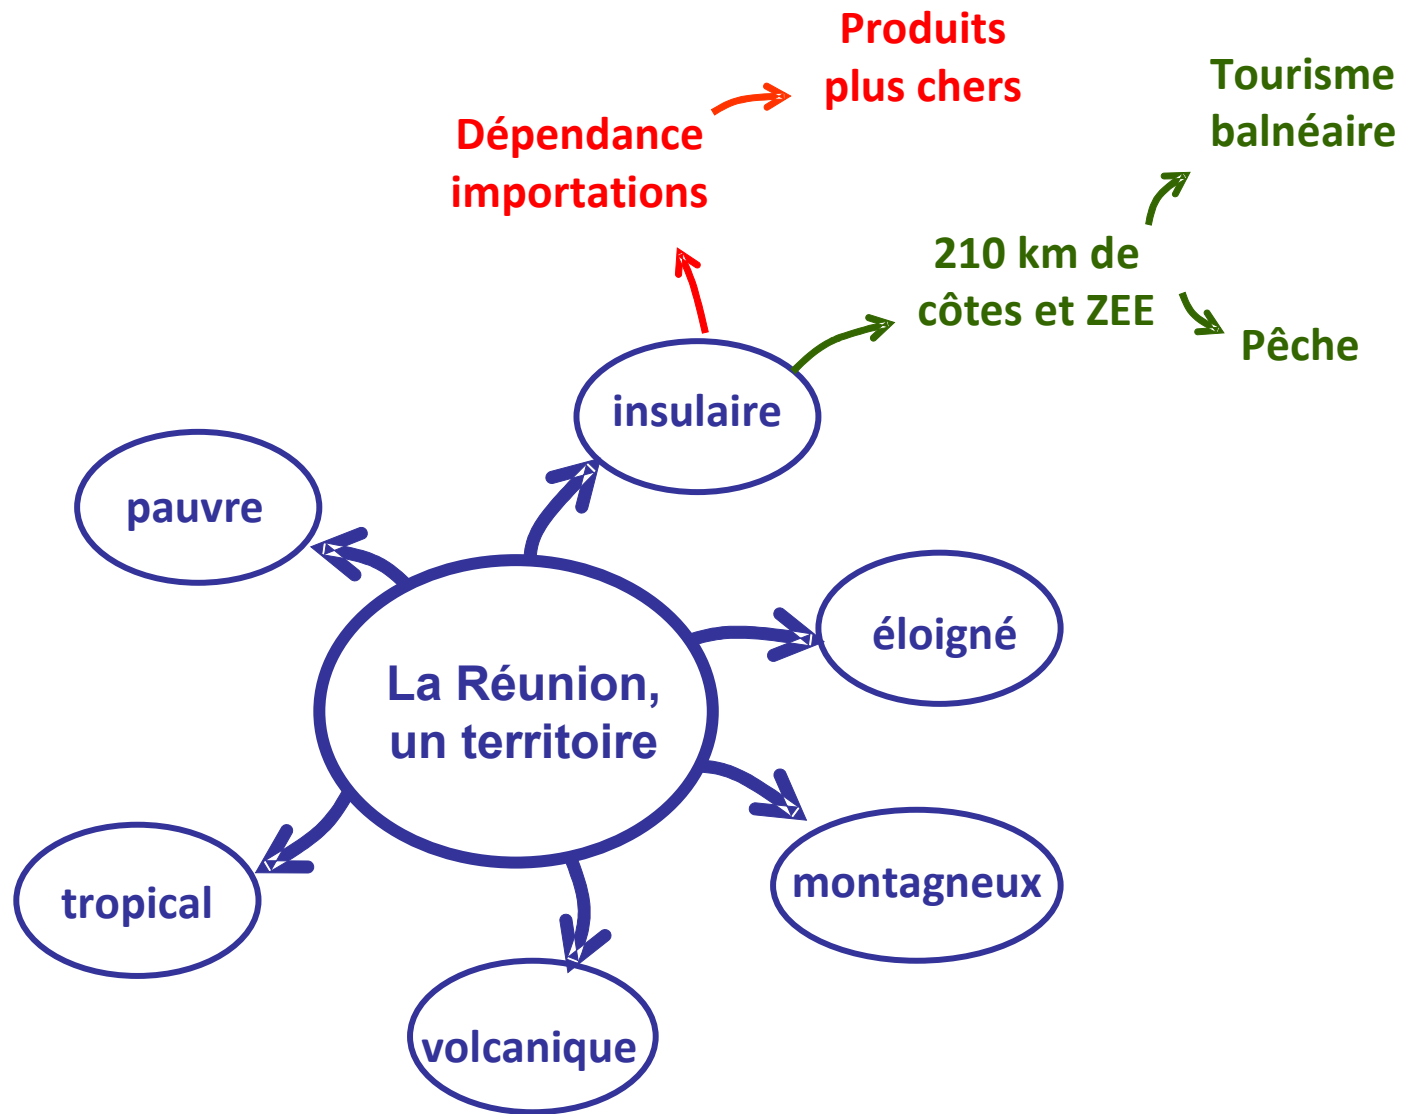 Produits
plus chers
Tourisme
balnéaire
Dépendance
importations
210 km de
côtes et ZEE
Pêche
insulaire
pauvre
éloigné
La Réunion,
un territoire
montagneux
tropical
volcanique